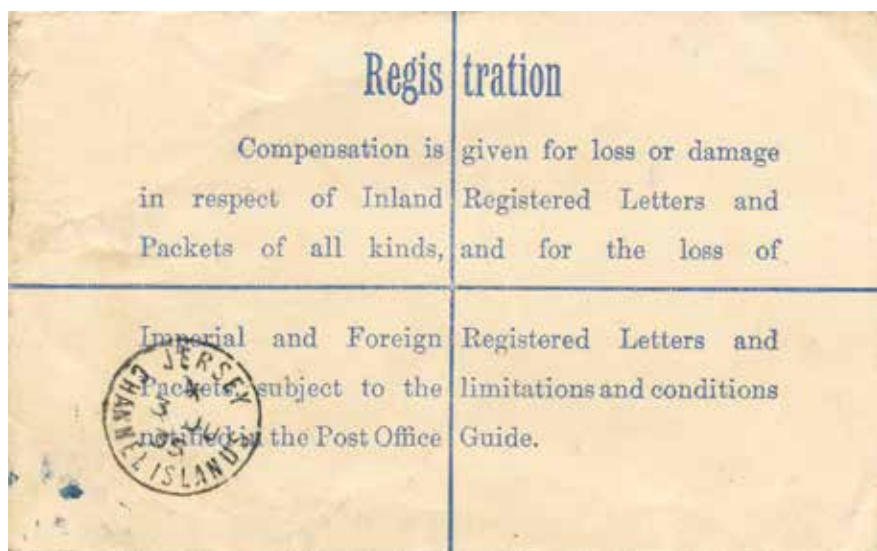 Registration
Compensation is given for loss or damage
in respect of Inland Registered Letters and
Packets of all kinds, and for the loss of
Imperial and Foreign Registered Letters and
Packets, subject to the limitations and conditions
notified in the Post Office Guide.
JERSEY
CHANNEL ISLANDS